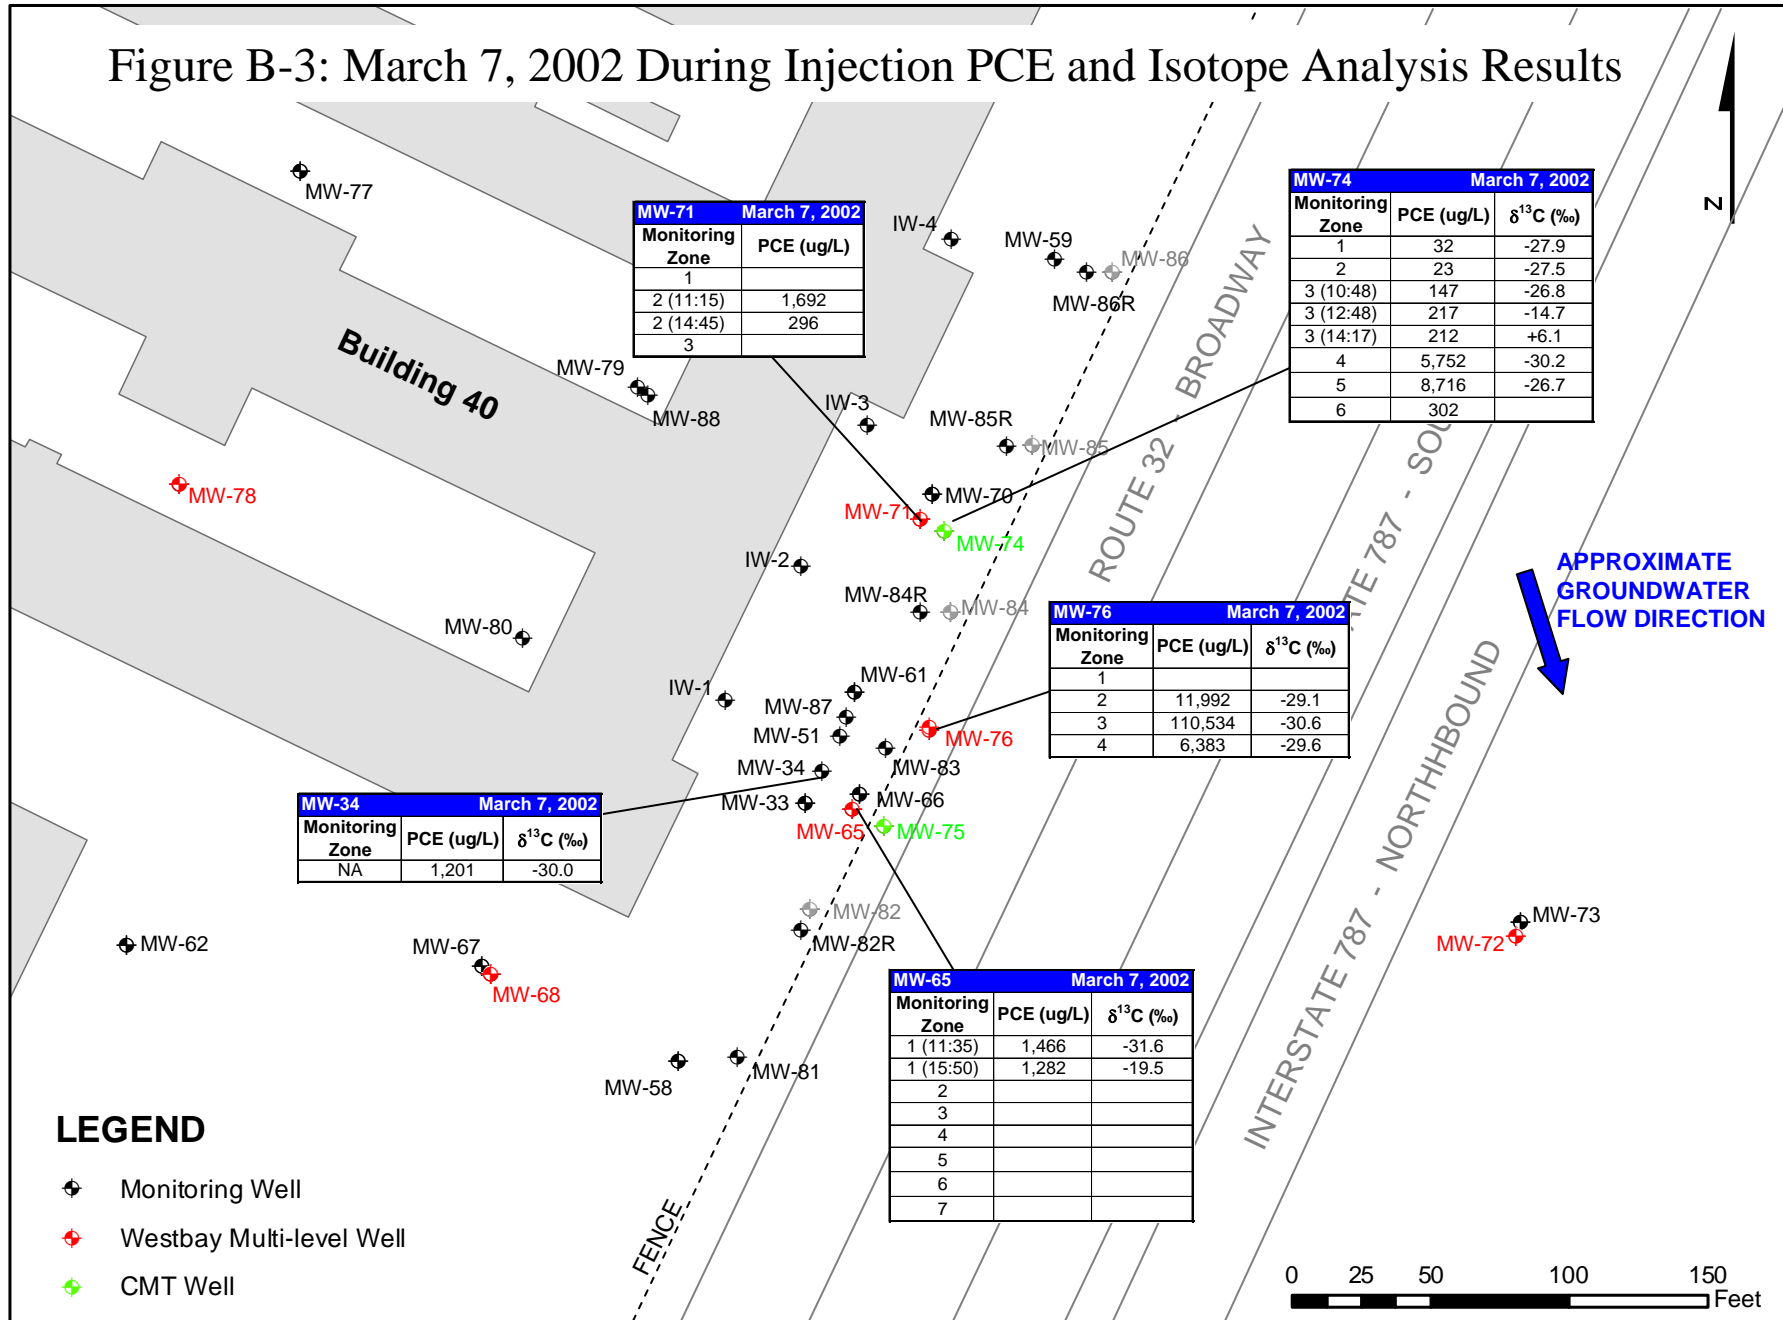 Figure B-3: March 7, 2002 During Injection PCE and Isotope Analysis Results
N
MW-77
MW-71 March 7, 2002
Monitoring Zone PCE (ug/L)
1
2 (11:15) 1,692
2 (14:45) 296
3
IW-4
MW-59
MW-86
MW-86R
MW-74 March 7, 2002
Monitoring Zone PCE (ug/L) δ13C (‰)
1 32 -27.9
2 23 -27.5
3 (10:48) 147 -26.8
3 (12:48) 217 -14.7
3 (14:17) 212 +6.1
4 5,752 -30.2
5 8,716 -26.7
6 302
Building 40
MW-79
MW-88
IW-3
MW-85R
MW-85
ROUTE 32 - BROADWAY
MW-78
MW-70
MW-71
MW-74
IW-2
MW-84R
MW-84
MW-80
APPROXIMATE
GROUNDWATER
FLOW DIRECTION
MW-76 March 7, 2002
Monitoring Zone PCE (ug/L) δ13C (‰)
1
2 11,992 -29.1
3 110,534 -30.6
4 6,383 -29.6
ATE 787 - SOU
IW-1
MW-61
MW-87
MW-51
MW-76
MW-83
MW-34
MW-33
MW-66
MW-65
MW-75
MW-34 March 7, 2002
Monitoring Zone PCE (ug/L) δ13C (‰)
NA 1,201 -30.0
INTERSTATE 787 - NORTHHBOUND
MW-82
MW-82R
MW-62
MW-67
MW-68
MW-73
MW-72
MW-65 March 7, 2002
Monitoring Zone PCE (ug/L) δ13C (‰)
1 (11:35) 1,466 -31.6
1 (15:50) 1,282 -19.5
2
3
4
5
6
7
MW-58
MW-81
FENCE
LEGEND
Monitoring Well
Westbay Multi-level Well
CMT Well
0 25 50 100 150
Feet